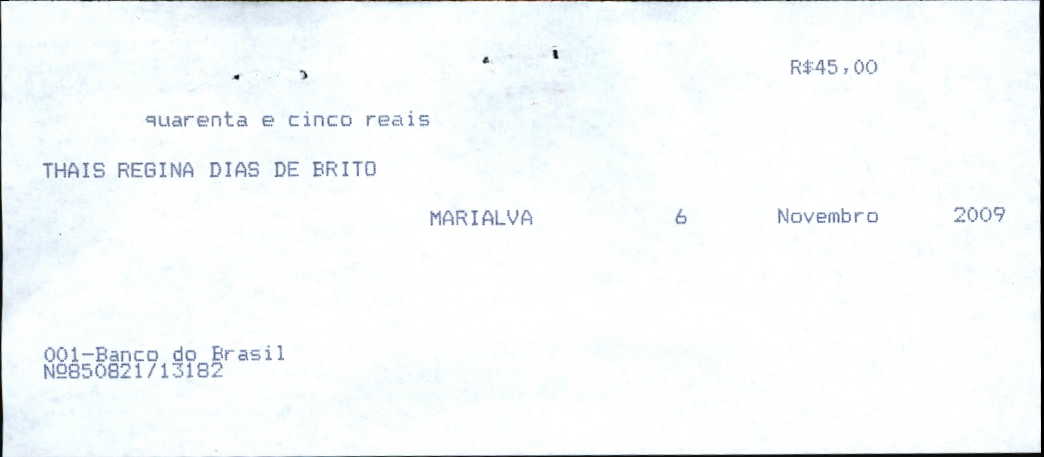 R$45,00
quarenta e cinco reais
THAIS REGINA DIAS DE BRITO
MARIALVA 6 Novembro 2009
001-Banco do Brasil
Nº850821/13182